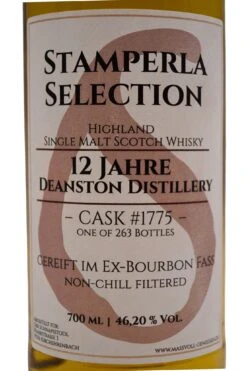 Stamperla
Selection
Highland
Single Malt Scotch Whisky
12 Jahre
Deanston Distillery
– Cask #1775 –
one of 263 Bottles
Gereift im Ex-Bourbon Fass
non-chill filtered
700 ml | 46,20 % Vol.